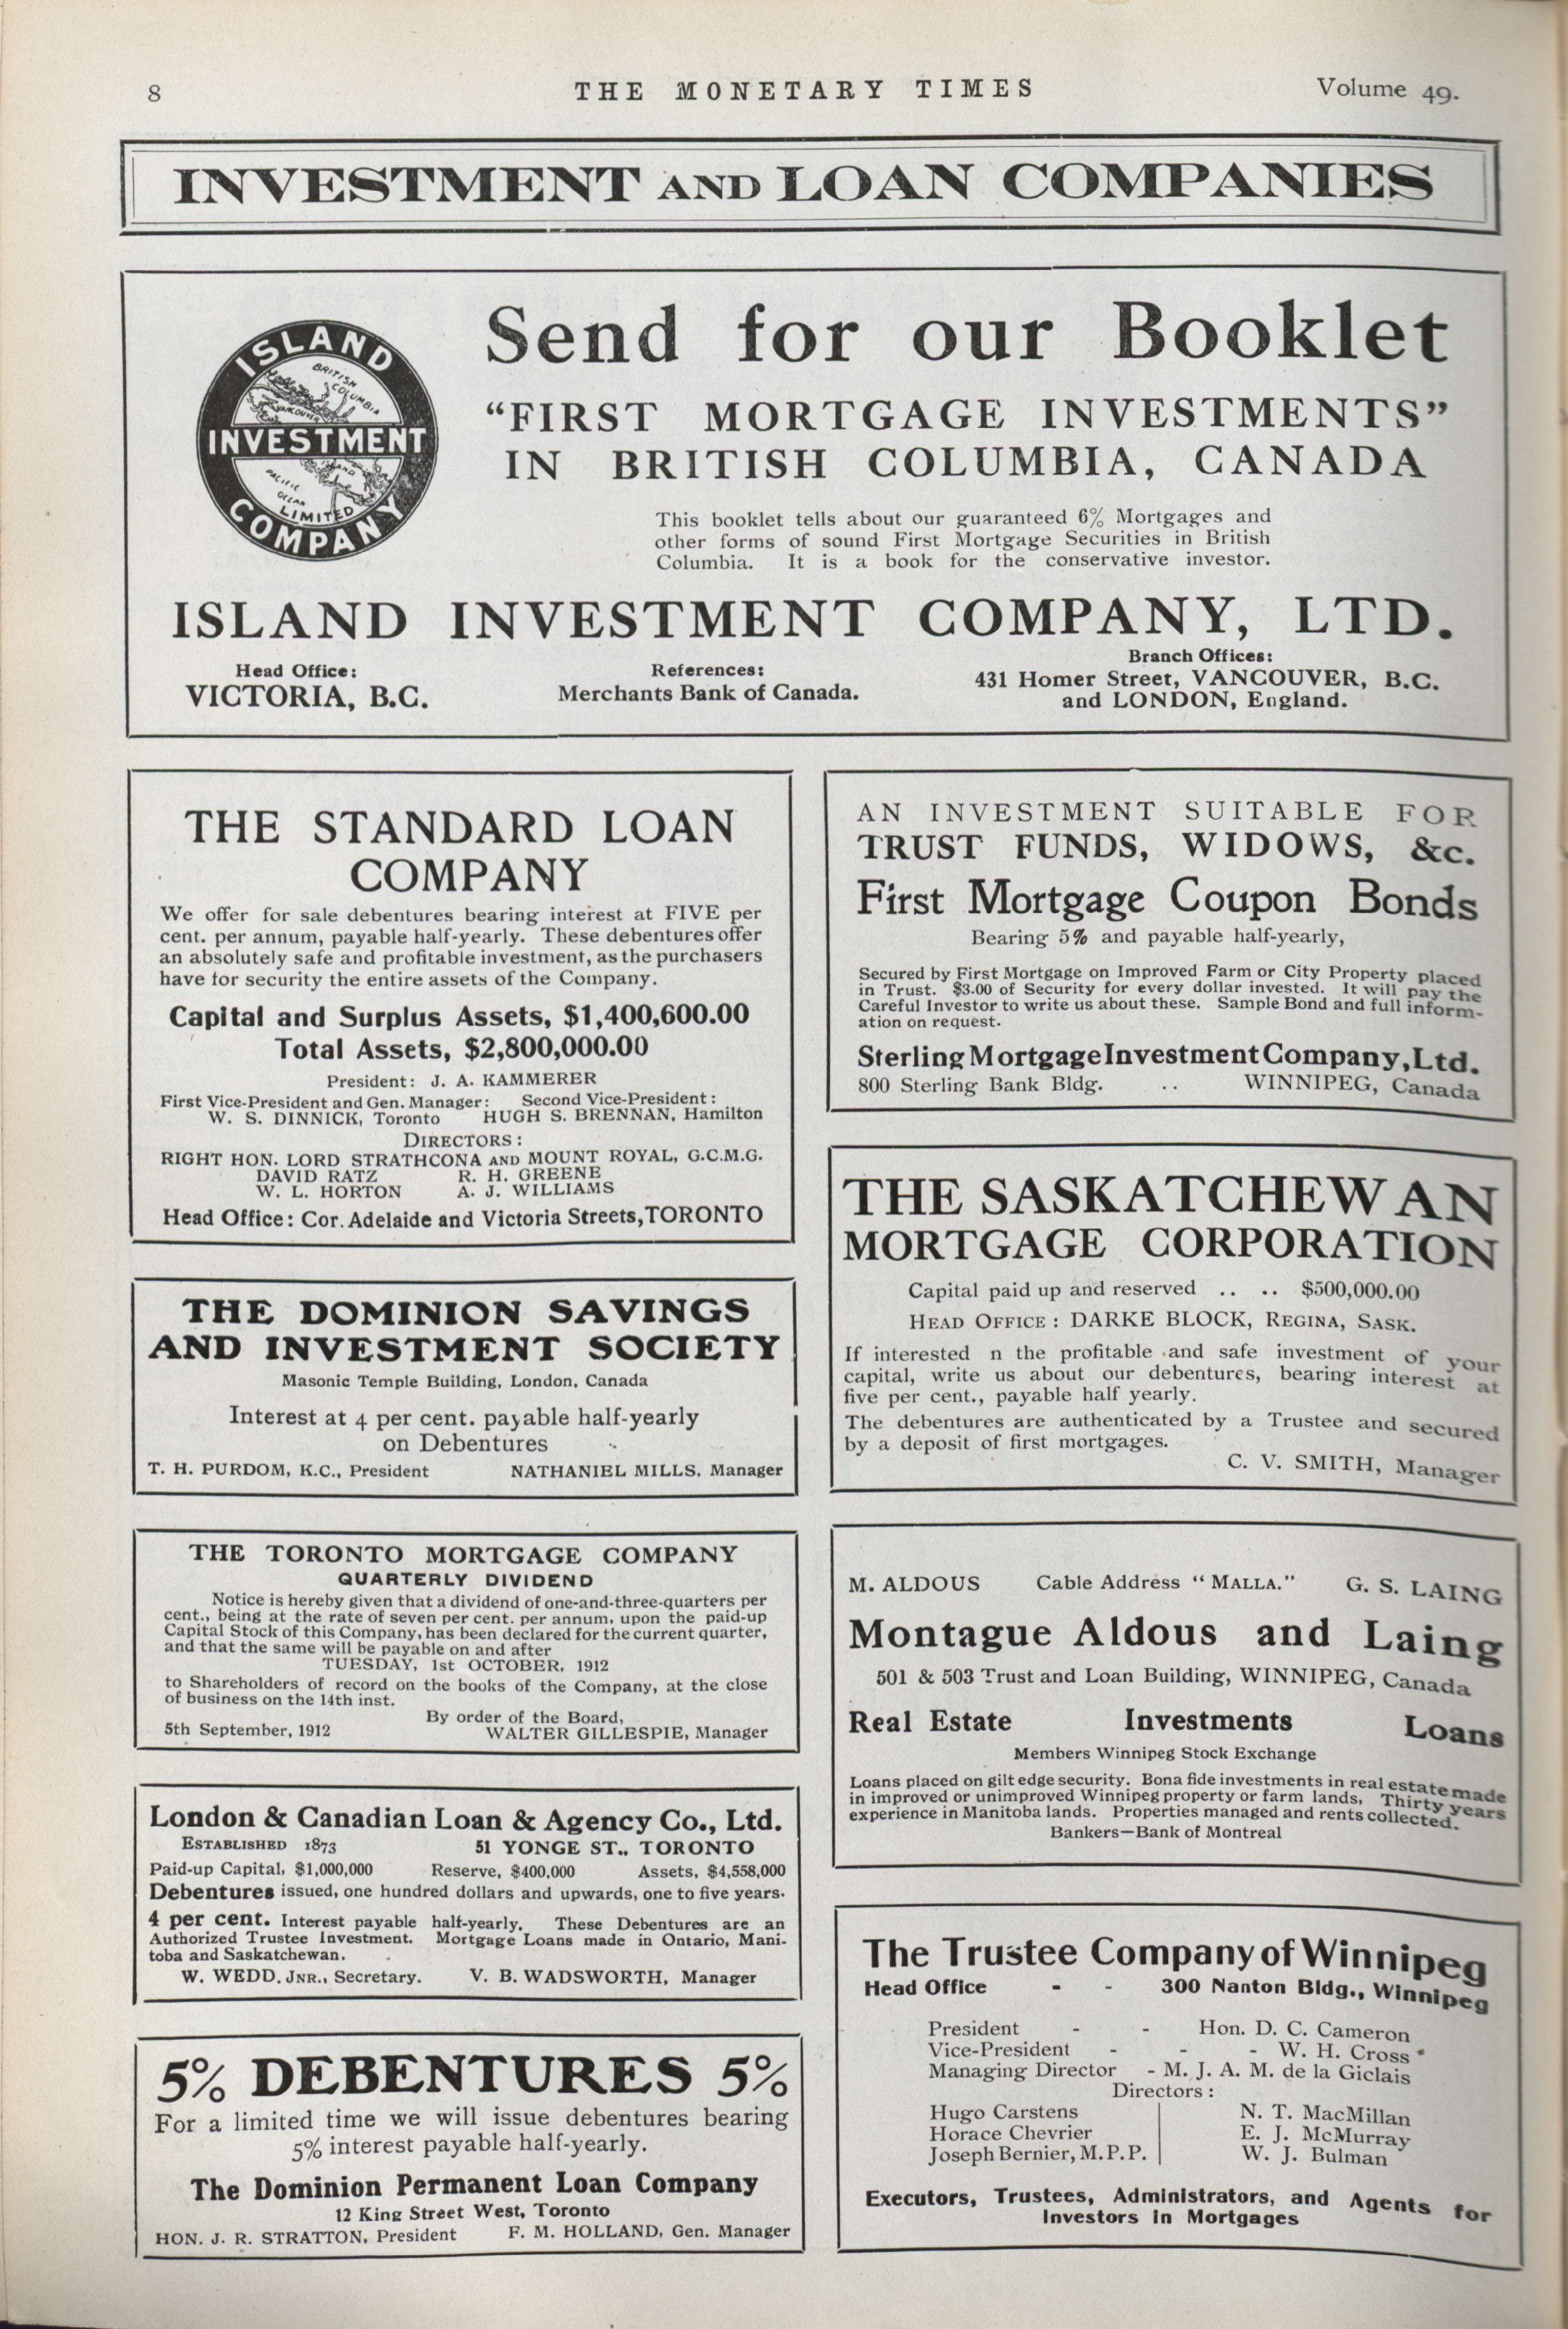 8
THE MONETARY TIMES
Volume 49.
INVESTMENT AND LOAN COMPANIES
ISLAND
BRITISH
COLUMBIA
VANCOUVER
INVESTMENT
ISLAND
PACIFIC
OCEAN
LIMITED
COMPANY
Send for our Booklet
“FIRST MORTGAGE INVESTMENTS”
IN BRITISH COLUMBIA, CANADA
This booklet tells about our guaranteed 6% Mortgages and
other forms of sound First Mortgage Securities in British
Columbia. It is a book for the conservative investor.
ISLAND INVESTMENT COMPANY, LTD.
Head Office:
VICTORIA, B.C.
References:
Merchants Bank of Canada.
Branch Offices:
431 Homer Street, VANCOUVER, B.C.
and LONDON, England.
THE STANDARD LOAN
COMPANY
We offer for sale debentures bearing interest at FIVE per
cent. per annum, payable half-yearly. These debentures offer
an absolutely safe and profitable investment, as the purchasers
have for security the entire assets of the Company.
Capital and Surplus Assets, $1,400,600.00
Total Assets, $2,800,000.00
President: J. A. KAMMERER
First Vice-President and Gen. Manager: Second Vice-President:
W. S. DINNICK, Toronto HUGH S. BRENNAN, Hamilton
DIRECTORS:
RIGHT HON. LORD STRATHCONA AND MOUNT ROYAL, G.C.M.G.
DAVID RATZ R. H. GREENE
W. L. HORTON A. J. WILLIAMS
Head Office: Cor. Adelaide and Victoria Streets, TORONTO
THE DOMINION SAVINGS
AND INVESTMENT SOCIETY
Masonic Temple Building, London, Canada
Interest at 4 per cent. payable half-yearly
on Debentures
T. H. PURDOM, K.C., President NATHANIEL MILLS, Manager
THE TORONTO MORTGAGE COMPANY
QUARTERLY DIVIDEND
Notice is hereby given that a dividend of one-and-three-quarters per
cent., being at the rate of seven per cent. per annum, upon the paid-up
Capital Stock of this Company, has been declared for the current quarter,
and that the same will be payable on and after
TUESDAY, 1st OCTOBER, 1912
to Shareholders of record on the books of the Company, at the close
of business on the 14th inst.
By order of the Board,
5th September, 1912 WALTER GILLESPIE, Manager
London & Canadian Loan & Agency Co., Ltd.
ESTABLISHED 1873 51 YONGE ST., TORONTO
Paid-up Capital, $1,000,000 Reserve, $400,000 Assets, $4,558,000
Debentures issued, one hundred dollars and upwards, one to five years.
4 per cent. Interest payable half-yearly. These Debentures are an
Authorized Trustee Investment. Mortgage Loans made in Ontario, Mani-
toba and Saskatchewan.
W. WEDD, JNR., Secretary. V. B. WADSWORTH, Manager
5% DEBENTURES 5%
For a limited time we will issue debentures bearing
5% interest payable half-yearly.
The Dominion Permanent Loan Company
12 King Street West, Toronto
HON. J. R. STRATTON, President F. M. HOLLAND, Gen. Manager
AN INVESTMENT SUITABLE FOR
TRUST FUNDS, WIDOWS, &c.
First Mortgage Coupon Bonds
Bearing 5% and payable half-yearly,
Secured by First Mortgage on Improved Farm or City Property placed
in Trust. $3.00 of Security for every dollar invested. It will pay the
Careful Investor to write us about these. Sample Bond and full inform-
ation on request.
Sterling Mortgage Investment Company, Ltd.
800 Sterling Bank Bldg. .. WINNIPEG, Canada
THE SASKATCHEWAN
MORTGAGE CORPORATION
Capital paid up and reserved .. .. $500,000.00
HEAD OFFICE: DARKE BLOCK, REGINA, SASK.
If interested n the profitable and safe investment of your
capital, write us about our debentures, bearing interest at
five per cent., payable half yearly.
The debentures are authenticated by a Trustee and secured
by a deposit of first mortgages.
C. V. SMITH, Manager
M. ALDOUS Cable Address “MALLA.” G. S. LAING
Montague Aldous and Laing
501 & 503 Trust and Loan Building, WINNIPEG, Canada
Real Estate Investments Loans
Members Winnipeg Stock Exchange
Loans placed on gilt edge security. Bona fide investments in real estate made
in improved or unimproved Winnipeg property or farm lands, Thirty years
experience in Manitoba lands. Properties managed and rents collected.
Bankers—Bank of Montreal
The Trustee Company of Winnipeg
Head Office - - 300 Nanton Bldg., Winnipeg
President - - Hon. D. C. Cameron
Vice-President - - - W. H. Cross
Managing Director - M. J. A. M. de la Giclais
Directors:
Hugo Carstens N. T. MacMillan
Horace Chevrier E. J. McMurray
Joseph Bernier, M.P.P. W. J. Bulman
Executors, Trustees, Administrators, and Agents for
Investors in Mortgages